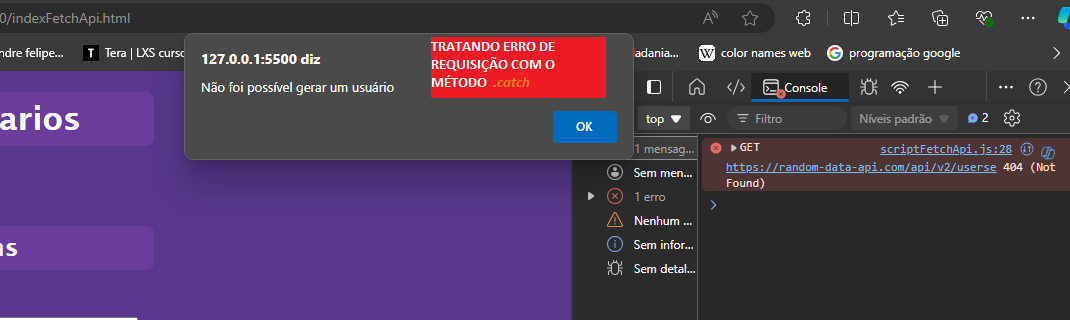 0/indexFetchApi.html
ndre felipe...
T Tera | LXS curso
adania...
W color names web
G programação google
127.0.0.1:5500 diz
Não foi possível gerar um usuário
TRATANDO ERRO DE
REQUISIÇÃO COM O
MÉTODO .catch
OK
arios
as
Console
top
Filtro
Níveis padrão
2
1 mensag...
Sem men...
1 erro
Nenhum ...
Sem infor...
Sem detal...
GET scriptFetchApi.js:28
https://random-data-api.com/api/v2/userse 404 (Not
Found)